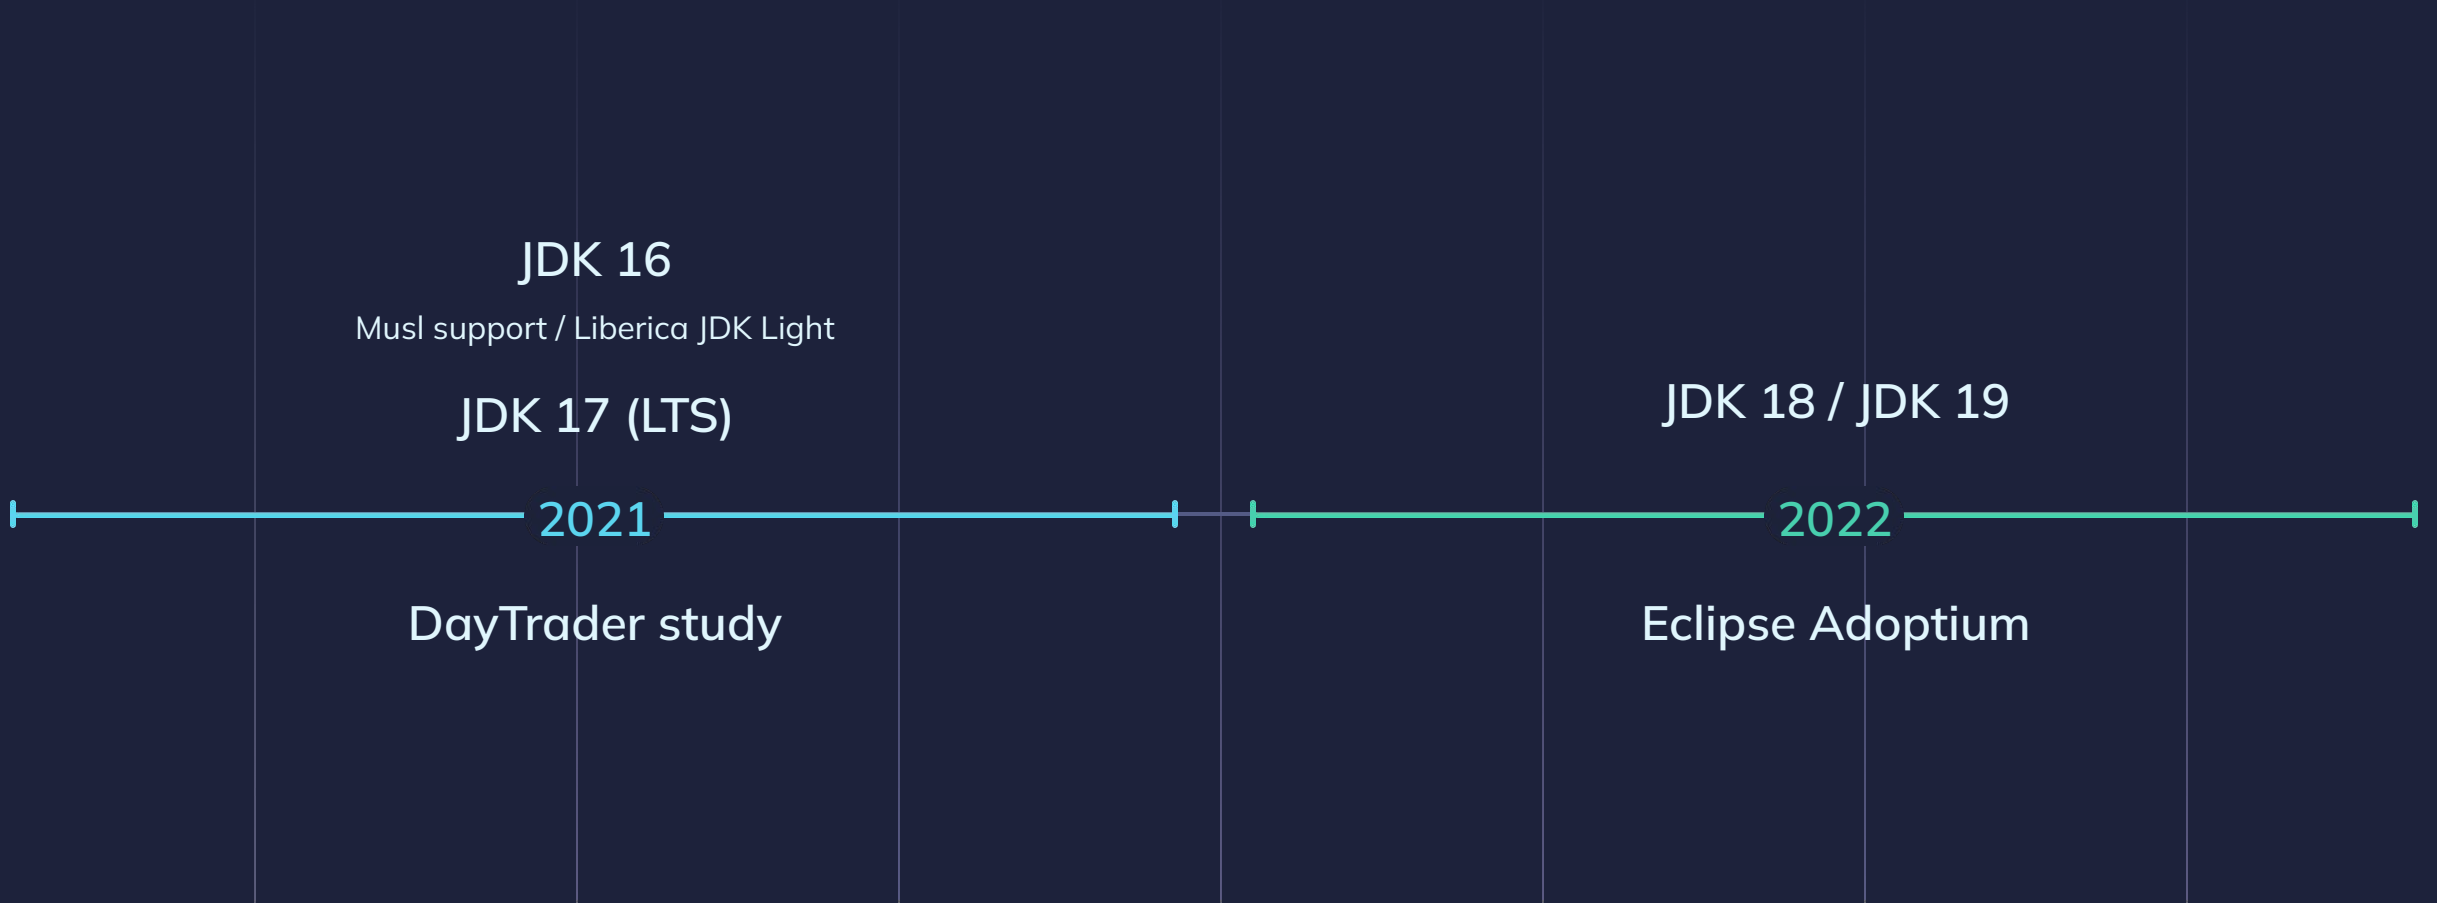 JDK 16
Musl support / Liberica JDK Light
JDK 17 (LTS)
2021
DayTrader study
JDK 18 / JDK 19
2022
Eclipse Adoptium